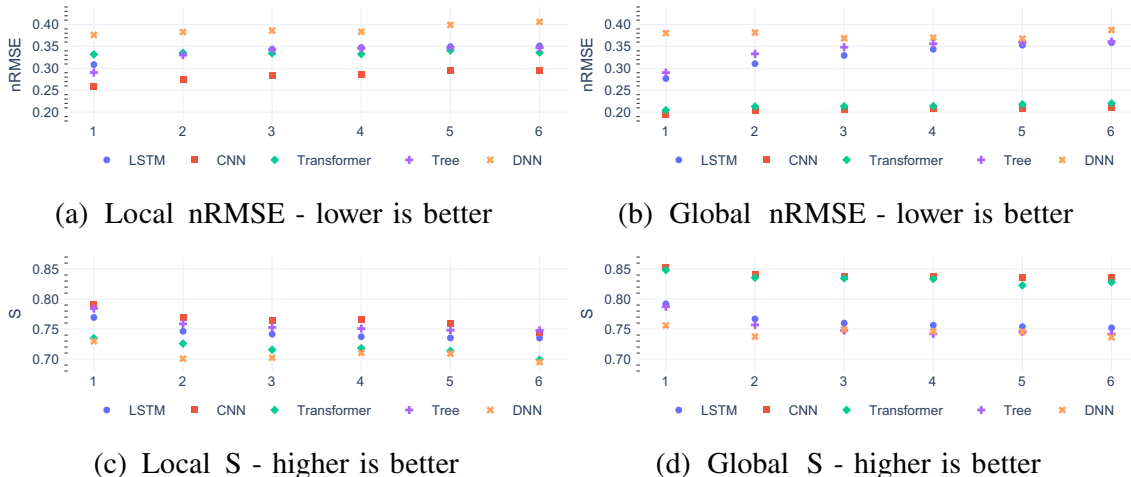 nRMSE
0.40
0.35
0.30
0.25
0.20
1 2 3 4 5 6
LSTM CNN Transformer Tree DNN
(a) Local nRMSE - lower is better
nRMSE
0.40
0.35
0.30
0.25
0.20
1 2 3 4 5 6
LSTM CNN Transformer Tree DNN
(b) Global nRMSE - lower is better
S
0.85
0.80
0.75
0.70
1 2 3 4 5 6
LSTM CNN Transformer Tree DNN
(c) Local S - higher is better
S
0.85
0.80
0.75
0.70
1 2 3 4 5 6
LSTM CNN Transformer Tree DNN
(d) Global S - higher is better